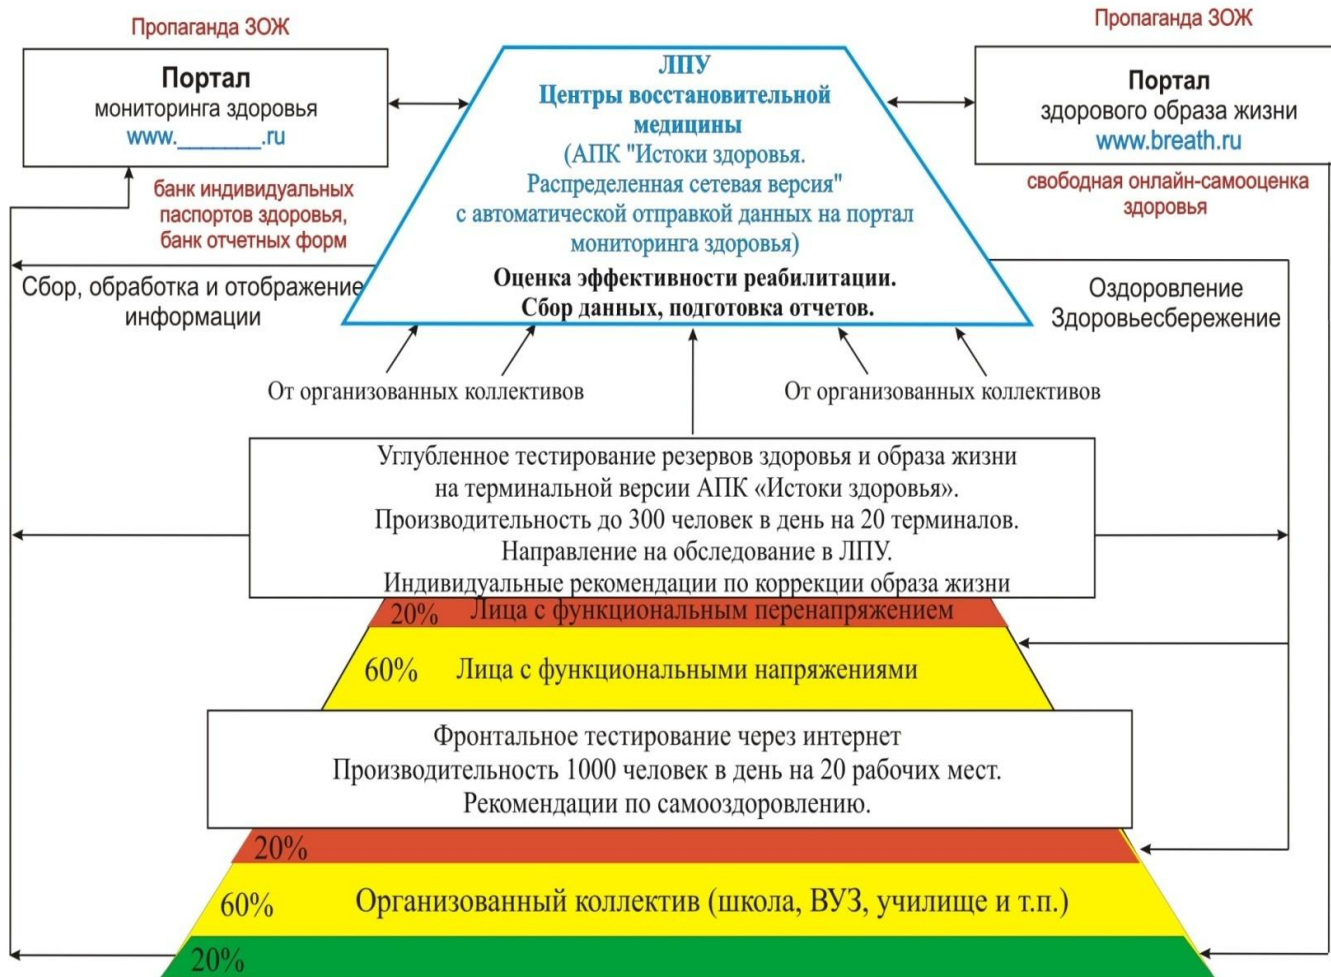 Пропаганда ЗОЖ
Портал
мониторинга здоровья
www._______.ru
банк индивидуальных
паспортов здоровья,
банк отчетных форм
Сбор, обработка и отображение
информации
ЛПУ
Центры восстановительной
медицины
(АПК "Истоки здоровья.
Распределенная сетевая версия"
с автоматической отправкой данных на портал
мониторинга здоровья)
Оценка эффективности реабилитации.
Сбор данных, подготовка отчетов.
Пропаганда ЗОЖ
Портал
здорового образа жизни
www.breath.ru
свободная онлайн-самооценка
здоровья
Оздоровление
Здоровьесбережение
От организованных коллективов
От организованных коллективов
Углубленное тестирование резервов здоровья и образа жизни
на терминальной версии АПК «Истоки здоровья».
Производительность до 300 человек в день на 20 терминалов.
Направление на обследование в ЛПУ.
Индивидуальные рекомендации по коррекции образа жизни
20% Лица с функциональным перенапряжением
60% Лица с функциональными напряжениями
Фронтальное тестирование через интернет
Производительность 1000 человек в день на 20 рабочих мест.
Рекомендации по самооздоровлению.
20%
60% Организованный коллектив (школа, ВУЗ, училище и т.п.)
20%